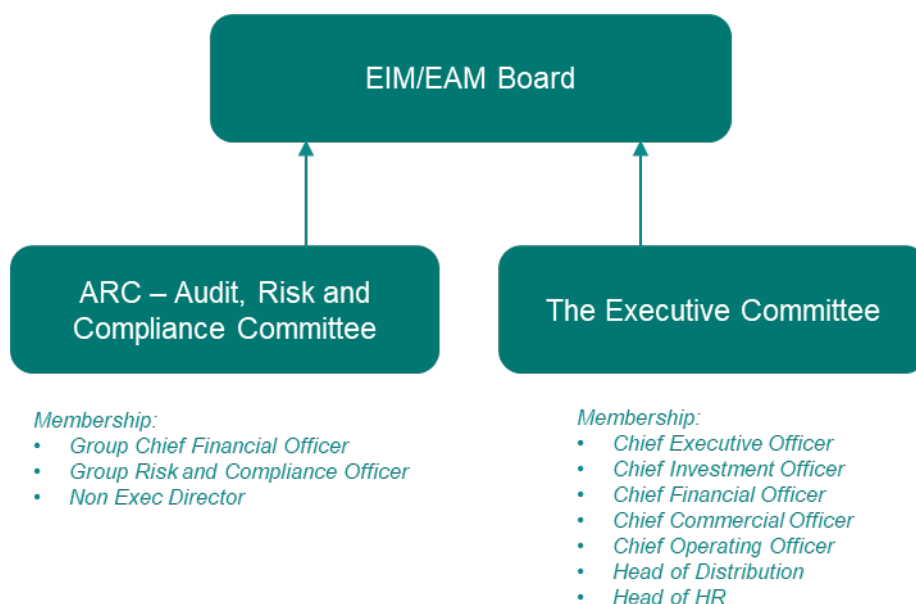 EIM/EAM Board
ARC – Audit, Risk and
Compliance Committee
The Executive Committee
Membership:
• Group Chief Financial Officer
• Group Risk and Compliance Officer
• Non Exec Director
Membership:
• Chief Executive Officer
• Chief Investment Officer
• Chief Financial Officer
• Chief Commercial Officer
• Chief Operating Officer
• Head of Distribution
• Head of HR